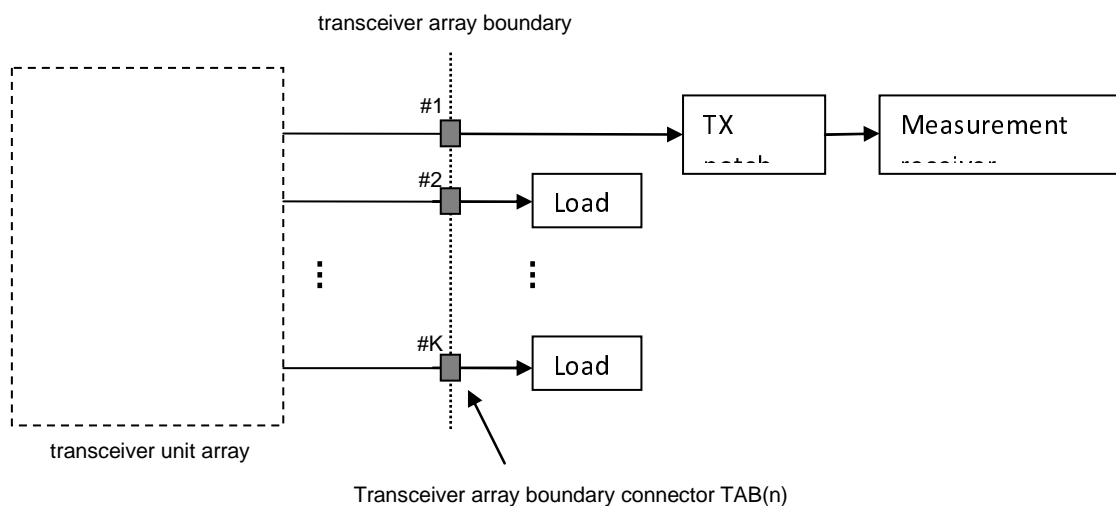 transceiver array boundary
#1
TX
Measurement
#2
Load
#K
Load
transceiver unit array
Transceiver array boundary connector TAB(n)